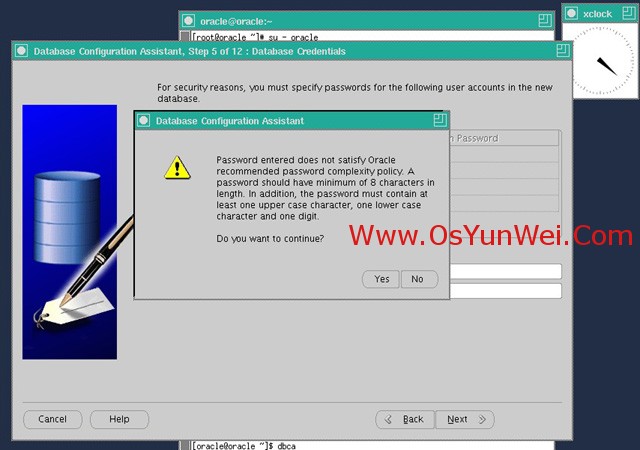 oracle@oracle:~
xclock
[root@oracle ~]# su - oracle
Database Configuration Assistant, Step 5 of 12 : Database Credentials
For security reasons, you must specify passwords for the following user accounts in the new
database.
Database Configuration Assistant
Password
Password entered does not satisfy Oracle
recommended password complexity policy. A
password should have minimum of 8 characters in
length. In addition, the password must contain at
least one upper case character, one lower case
character and one digit.
Do you want to continue?
Www.OsYunWei.Com
Yes No
Cancel Help Back Next
[oracle@oracle ~]$ dbca